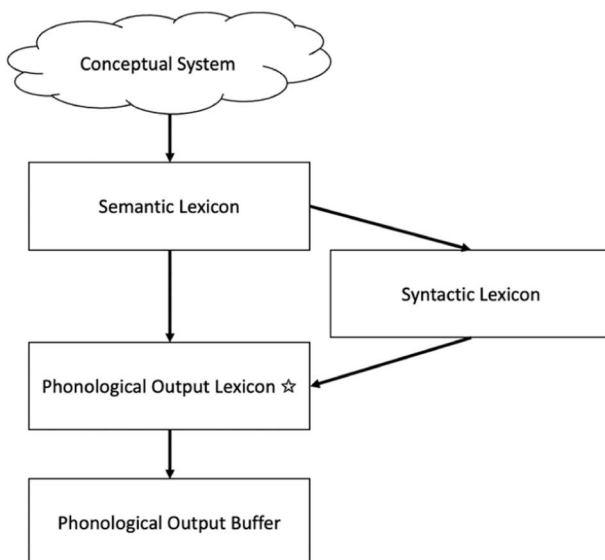 Conceptual System
Semantic Lexicon
Syntactic Lexicon
Phonological Output Lexicon ☆
Phonological Output Buffer